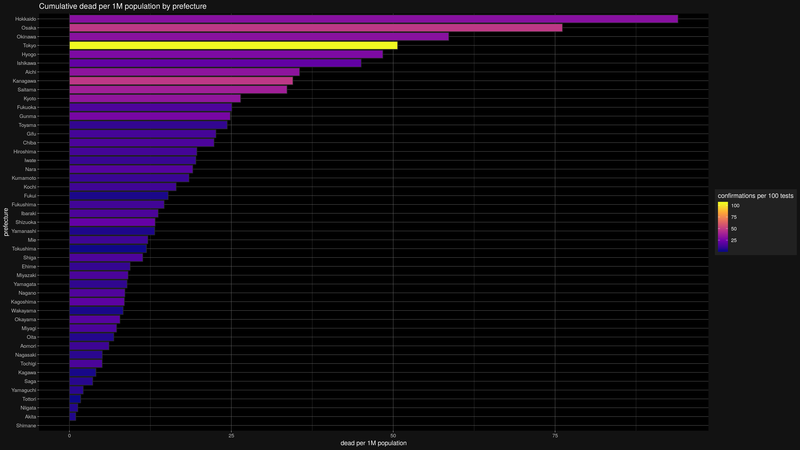 Cumulative dead per 1M population by prefecture
prefecture
Hokkaido
Osaka
Okinawa
Tokyo
Hyogo
Ishikawa
Aichi
Kanagawa
Saitama
Kyoto
Fukuoka
Gunma
Toyama
Gifu
Chiba
Hiroshima
Iwate
Nara
Kumamoto
Kochi
Fukui
Fukushima
Ibaraki
Shizuoka
Yamanashi
Mie
Tokushima
Shiga
Ehime
Miyazaki
Yamagata
Nagano
Kagoshima
Wakayama
Okayama
Miyagi
Oita
Aomori
Nagasaki
Tochigi
Kagawa
Saga
Yamaguchi
Tottori
Niigata
Akita
Shimane
0 25 50 75
dead per 1M population
confirmations per 100 tests
100
75
50
25